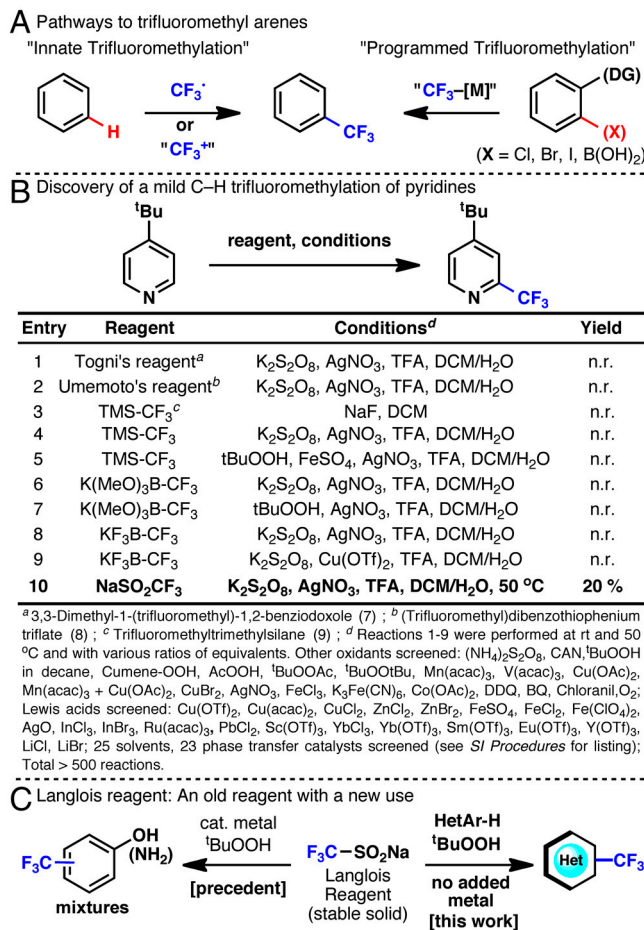 A Pathways to trifluoromethyl arenes
"Innate Trifluoromethylation"
"Programmed Trifluoromethylation"
H
CF3·
or
"CF3+"
CF3
"CF3–[M]"
(DG)
(X)
(X = Cl, Br, I, B(OH)2)
B Discovery of a mild C–H trifluoromethylation of pyridines
tBu
N
reagent, conditions
tBu
N
CF3
Entry Reagent Conditionsd Yield
1 Togni's reagenta K2S2O8, AgNO3, TFA, DCM/H2O n.r.
2 Umemoto's reagentb K2S2O8, AgNO3, TFA, DCM/H2O n.r.
3 TMS-CF3c NaF, DCM n.r.
4 TMS-CF3 K2S2O8, AgNO3, TFA, DCM/H2O n.r.
5 TMS-CF3 tBuOOH, FeSO4, AgNO3, TFA, DCM/H2O n.r.
6 K(MeO)3B-CF3 K2S2O8, AgNO3, TFA, DCM/H2O n.r.
7 K(MeO)3B-CF3 tBuOOH, AgNO3, TFA, DCM/H2O n.r.
8 KF3B-CF3 K2S2O8, AgNO3, TFA, DCM/H2O n.r.
9 KF3B-CF3 K2S2O8, Cu(OTf)2, TFA, DCM/H2O n.r.
10 NaSO2CF3 K2S2O8, AgNO3, TFA, DCM/H2O, 50 oC 20 %
a 3,3-Dimethyl-1-(trifluoromethyl)-1,2-benziodoxole (7) ; b (Trifluoromethyl)dibenzothiophenium
triflate (8) ; c Trifluoromethyltrimethylsilane (9) ; d Reactions 1-9 were performed at rt and 50
oC and with various ratios of equivalents. Other oxidants screened: (NH4)2S2O8, CAN,tBuOOH
in decane, Cumene-OOH, AcOOH, tBuOOAc, tBuOOtBu, Mn(acac)3, V(acac)3, Cu(OAc)2,
Mn(acac)3 + Cu(OAc)2, CuBr2, AgNO3, FeCl3, K3Fe(CN)6, Co(OAc)2, DDQ, BQ, Chloranil,O2;
Lewis acids screened: Cu(OTf)2, Cu(acac)2, CuCl2, ZnCl2, ZnBr2, FeSO4, FeCl2, Fe(ClO4)2,
AgO, InCl3, InBr3, Ru(acac)3, PbCl2, Sc(OTf)3, YbCl3, Yb(OTf)3, Sm(OTf)3, Eu(OTf)3, Y(OTf)3,
LiCl, LiBr; 25 solvents, 23 phase transfer catalysts screened (see SI Procedures for listing);
Total > 500 reactions.
C Langlois reagent: An old reagent with a new use
F3C
OH
(NH2)
mixtures
cat. metal
tBuOOH
[precedent]
F3C–SO2Na
Langlois
Reagent
(stable solid)
HetAr-H
tBuOOH
no added
metal
[this work]
Het
CF3